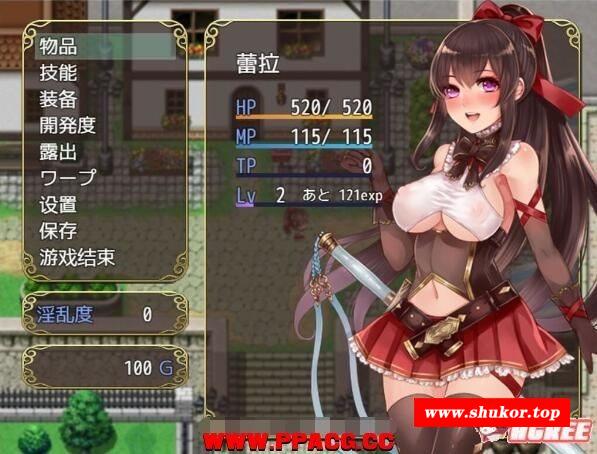 物品
技能
装备
開発度
露出
ワープ
设置
保存
游戏结束
淫乱度 0
100 G
蕾拉
HP 520/ 520
MP 115/ 115
TP 0
Lv 2 あと 121exp
www.shukor.top
WWW.PPACG.CC